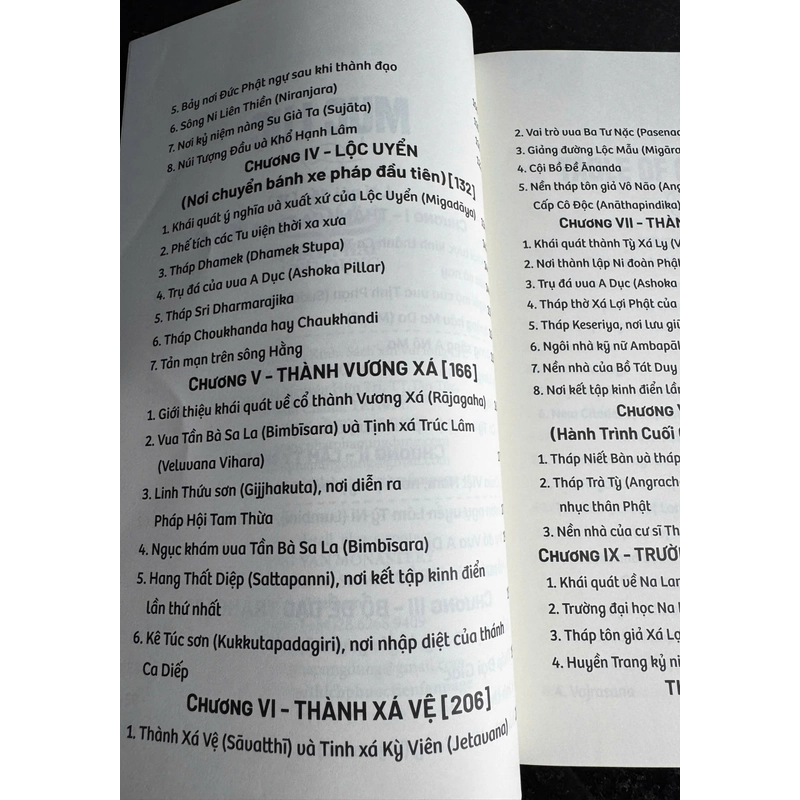 5. Bảy nơi Đức Phật ngự sau khi thành đạo
6. Sông Ni Liên Thiền (Niranjara)
7. Nơi kỷ niệm nàng Su Già Ta (Sujāta)
8. Núi Tượng Đầu và Khổ Hạnh Lâm
CHƯƠNG IV - LỘC UYỂN
(Nơi chuyển bánh xe pháp đầu tiên)[132]
1. Khái quát ý nghĩa và xuất xứ của Lộc Uyển (Migadāya)
2. Phế tích các Tu viện thời xa xưa
3. Tháp Dhamek (Dhamek Stupa)
4. Trụ đá của vua A Dục (Ashoka Pillar)
5. Tháp Sri Dharmarajika
6. Tháp Choukhanda hay Chaukhandi
7. Tản mạn trên sông Hằng
CHƯƠNG V - THÀNH VƯƠNG XÁ [166]
1. Giới thiệu khái quát về cổ thành Vương Xá (Rājagaha)
2. Vua Tần Bà Sa La (Bimbīsara) và Tịnh xá Trúc Lâm
(Veluvana Vihara)
3. Linh Thứu sơn (Gijjhakuta), nơi diễn ra
Pháp Hội Tam Thừa
4. Ngục khám vua Tần Bà Sa La (Bimbīsara)
5. Hang Thất Diệp (Sattapanni), nơi kết tập kinh điển
lần thứ nhất
6. Kê Túc sơn (Kukkutapadagiri), nơi nhập diệt của thánh
Ca Diếp
CHƯƠNG VI - THÀNH XÁ VỆ [206]
1. Thành Xá Vệ (Sāvatthī) và Tinh xá Kỳ Viên (Jetavana)
2. Vai trò vua Ba Tư Nặc (Pasenad
3. Giảng đường Lộc Mẫu (Migāra
4. Cội Bồ Đề Ānanda
5. Nền tháp tôn giả Vô Não (Ang
Cấp Cô Độc (Anāthapindika)
CHƯƠNG VII - THÀN
1. Khái quát thành Tỳ Xá Ly (V
2. Nơi thành lập Ni đoàn Phật
3. Trụ đá vua A Dục (Ashoka
4. Tháp thờ Xá Lợi Phật của
5. Tháp Keseriya, nơi lưu giữ
6. Ngôi nhà kỹ nữ Ambapāl
7. Nền nhà của Bồ Tát Duy
8. Nơi kết tập kinh điển lần
CHƯƠNG V
(Hành Trình Cuối
1. Tháp Niết Bàn và tháp
2. Tháp Trà Tỳ (Angrach
nhục thân Phật
3. Nền nhà của cư sĩ Th
CHƯƠNG IX - TRƯỜ
1. Khái quát về Na Lan
2. Trường đại học Na
3. Tháp tôn giả Xá Lợi
4. Huyền Trang kỷ ni